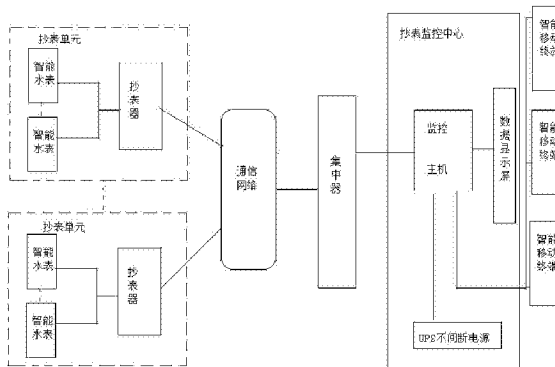 抄表单元
智能
水表
智能
水表
抄
表
器
抄表单元
智能
水表
智能
水表
抄
表
器
通信
网络
集
中
器
抄表监控中心
监控
主机
数
据
显
示
屏
UPS不间断电源
智能
移动
终端
智能
移动
终端
智能
移动
终端